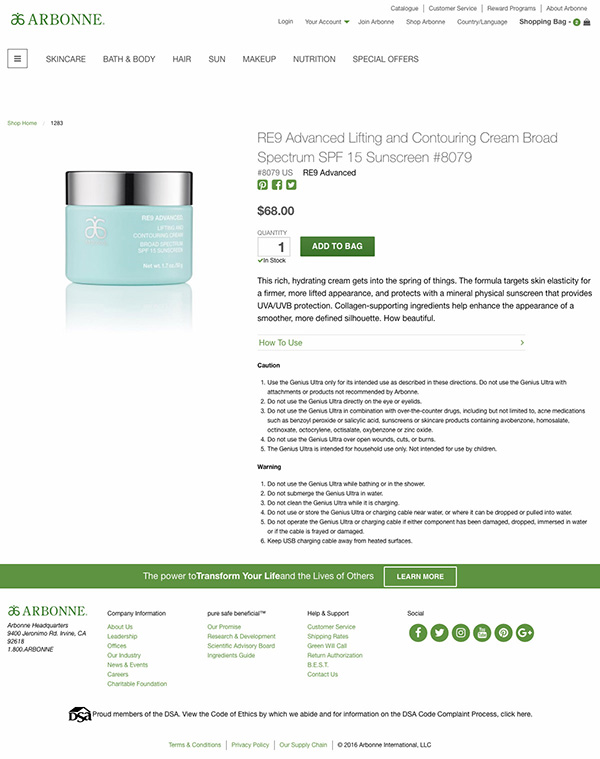 Catalogue | Customer Service | Reward Programs | About Arbonne
ARBONNE
Login Your Account Join Arbonne Shop Arbonne Country/Language Shopping Bag - 0
SKINCARE BATH & BODY HAIR SUN MAKEUP NUTRITION SPECIAL OFFERS
Shop Home | 1283
RE9 Advanced Lifting and Contouring Cream Broad
Spectrum SPF 15 Sunscreen #8079
#8079 US RE9 Advanced
$68.00
QUANTITY
1 ADD TO BAG
In Stock
RE9 ADVANCED
LIFTING AND
CONTOURING CREAM
BROAD SPECTRUM
SPF 15 SUNSCREEN
Net wt. 1.7 oz.
This rich, hydrating cream gets into the spring of things. The formula targets skin elasticity for
a firmer, more lifted appearance, and protects with a mineral physical sunscreen that provides
UVA/UVB protection. Collagen-supporting ingredients help enhance the appearance of a
smoother, more defined silhouette. How beautiful.
How To Use
Caution
1. Use the Genius Ultra only for its intended use as described in these directions. Do not use the Genius Ultra with
attachments or products not recommended by Arbonne.
2. Do not use the Genius Ultra directly on the eye or eyelids.
3. Do not use the Genius Ultra in combination with over-the-counter drugs, including but not limited to, acne medications
such as benzoyl peroxide or salicylic acid, sunscreens or skincare products containing avobenzone, homosalate,
octinoxate, octocrylene, octisalate, oxybenzone or zinc oxide.
4. Do not use the Genius Ultra over open wounds, cuts, or burns.
5. The Genius Ultra is intended for household use only. Not intended for use by children.
Warning
1. Do not use the Genius Ultra while bathing or in the shower.
2. Do not submerge the Genius Ultra in water.
3. Do not clean the Genius Ultra while it is charging.
4. Do not use or store the Genius Ultra or charging cable near water, or where it can be dropped or pulled into water.
5. Do not operate the Genius Ultra or charging cable if either component has been damaged, dropped, immersed in water
or if the cable is frayed or damaged.
6. Keep USB charging cable away from heated surfaces.
The power toTransform Your Lifeand the Lives of Others LEARN MORE
ARBONNE
Arbonne Headquarters
9400 Jeronimo Rd. Irvine, CA
92618
1.800.ARBONNE
Company Information
About Us
Leadership
Offices
Our Industry
News & Events
Careers
Charitable Foundation
pure safe beneficial™
Our Promise
Research & Development
Scientific Advisory Board
Ingredients Guide
Help & Support
Customer Service
Shipping Rates
Green Will Call
Return Authorization
B.E.S.T.
Contact Us
Social
You Tube
G+
DSA Proud members of the DSA. View the Code of Ethics by which we abide and for information on the DSA Code Complaint Process, click here.
Terms & Conditions | Privacy Policy | Our Supply Chain | © 2016 Arbonne International, LLC